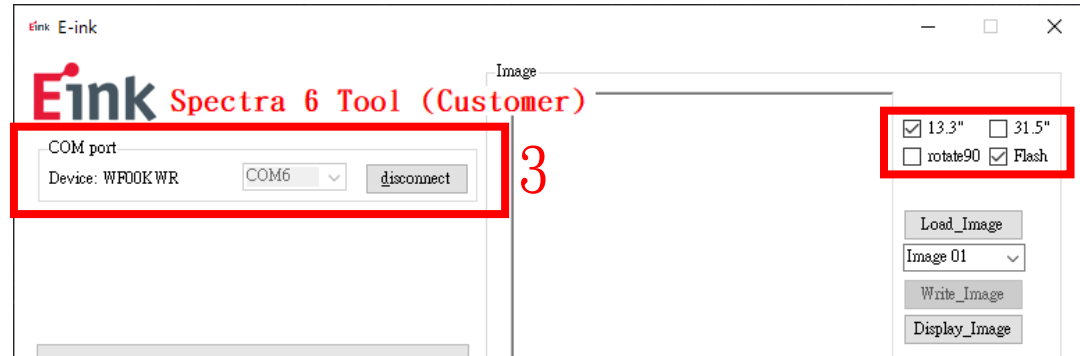 Eink E-ink
Eink Spectra 6 Tool (Customer)
COM port
Device: WF00KWR COM6 disconnect
3
Image
13.3" 31.5"
rotate90 Flash
Load_Image
Image 01
Write_Image
Display_Image